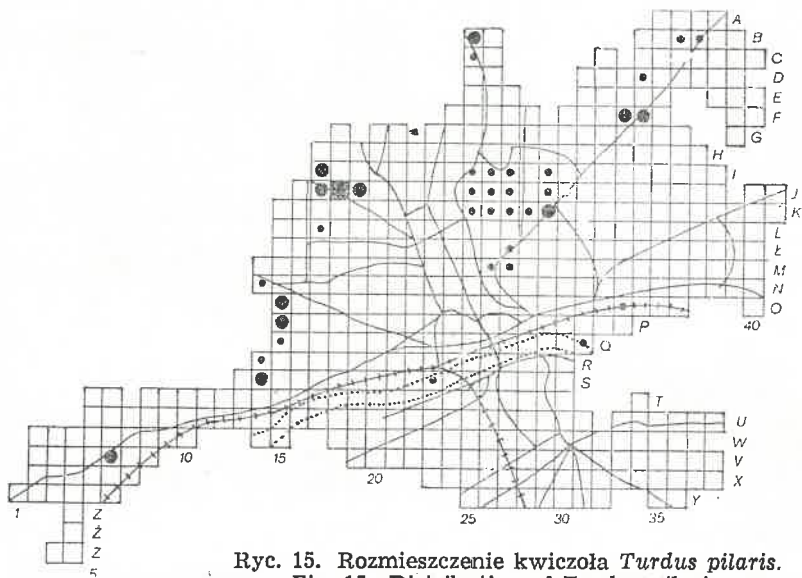 A
B
C
D
E
F
G
H
I
J
K
L
Ł
M
N
O
40
P
Q
R
S
T
U
W
V
X
Y
10
15
20
25
30
35
1
Z
Ż
Z
5
Ryc. 15. Rozmieszczenie kwiczoła Turdus pilaris.